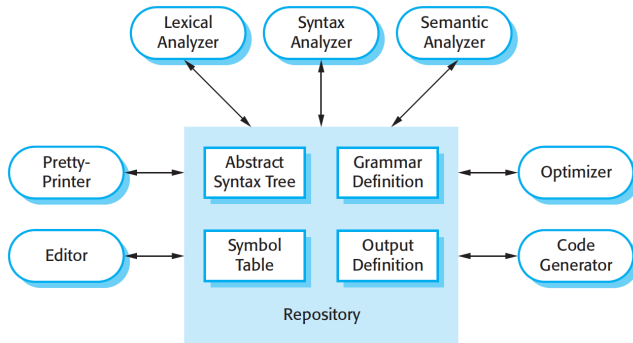 Lexical
Analyzer
Syntax
Analyzer
Semantic
Analyzer
Pretty-
Printer
Abstract
Syntax Tree
Grammar
Definition
Optimizer
Editor
Symbol
Table
Output
Definition
Code
Generator
Repository